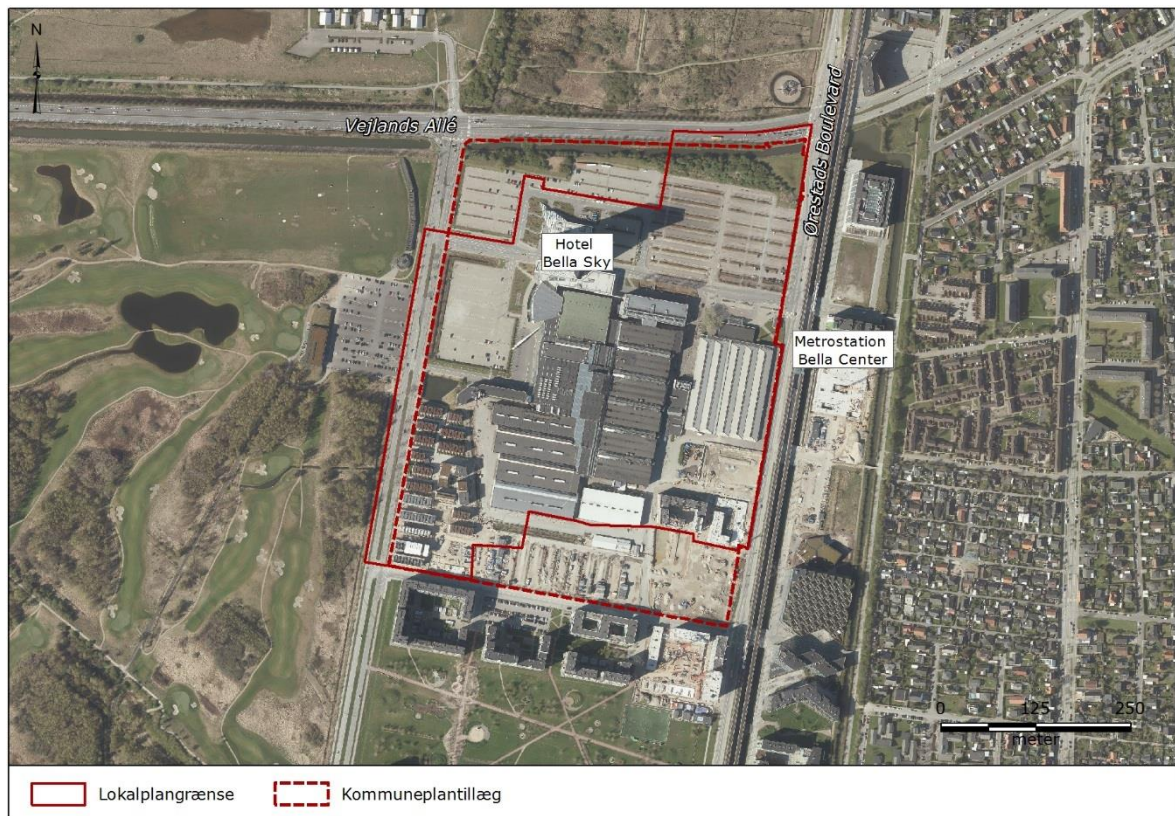 N
S
Vejlands Allé
Ørestads Boulevard
Hotel
Bella Sky
Metrostation
Bella Center
0 125 250
meter
Lokalplangrænse
Kommuneplantillæg